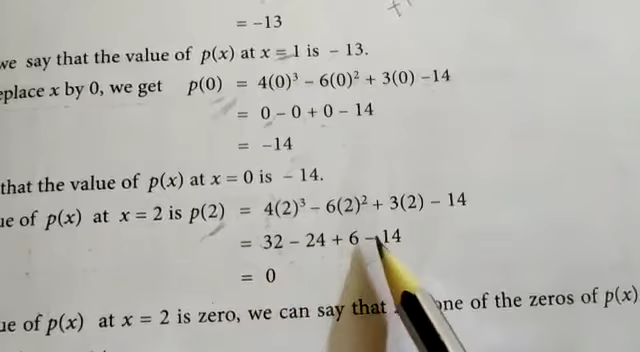 = –13
we say that the value of p(x) at x = 1 is – 13.
eplace x by 0, we get p(0) = 4(0)³ – 6(0)² + 3(0) –14
= 0 – 0 + 0 – 14
= –14
that the value of p(x) at x = 0 is – 14.
ue of p(x) at x = 2 is p(2) = 4(2)³ – 6(2)² + 3(2) – 14
= 32 – 24 + 6 – 14
= 0
ue of p(x) at x = 2 is zero, we can say that one of the zeros of p(x)